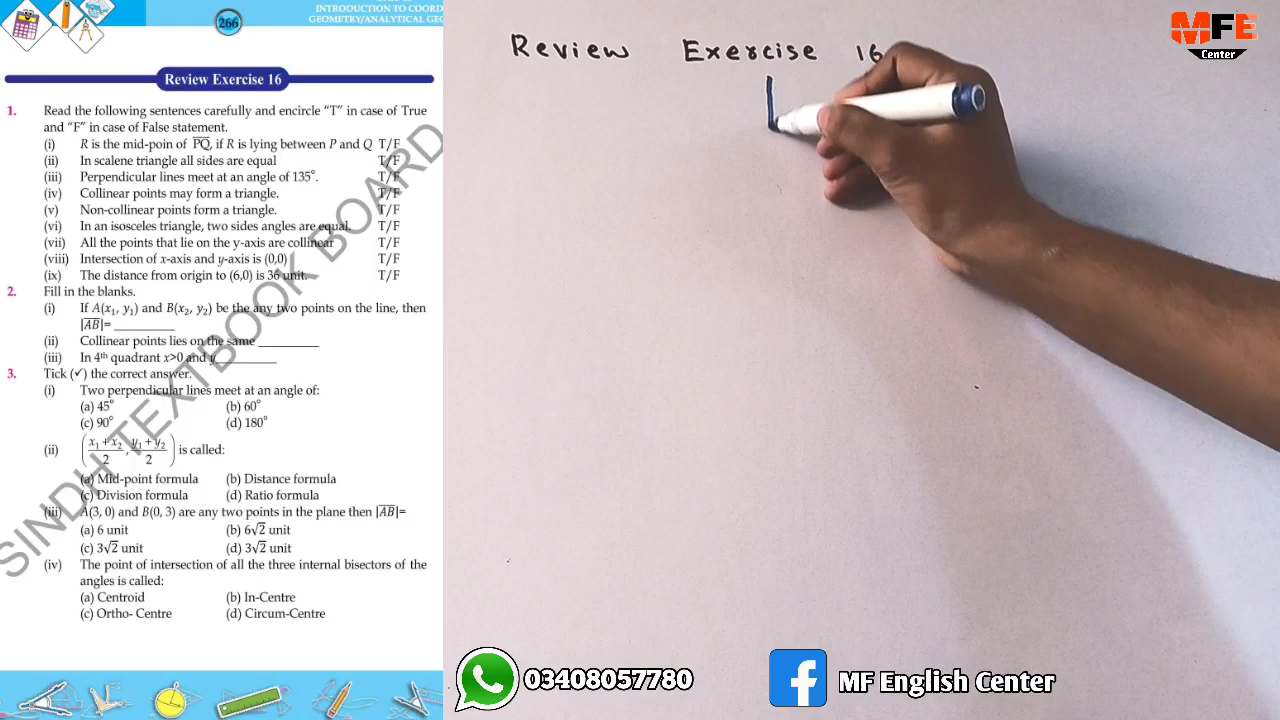 INTRODUCTION TO COORD
GEOMETRY/ANALYTICAL GEO
266
Review Exercise 16
1. Read the following sentences carefully and encircle “T” in case of True
and “F” in case of False statement.
(i) R is the mid-poin of PQ, if R is lying between P and Q T/F
(ii) In scalene triangle all sides are equal T/F
(iii) Perpendicular lines meet at an angle of 135°. T/F
(iv) Collinear points may form a triangle. T/F
(v) Non-collinear points form a triangle. T/F
(vi) In an isosceles triangle, two sides angles are equal. T/F
(vii) All the points that lie on the y-axis are collinear T/F
(viii) Intersection of x-axis and y-axis is (0,0) T/F
(ix) The distance from origin to (6,0) is 36 unit. T/F
2. Fill in the blanks.
(i) If A(x₁, y₁) and B(x₂, y₂) be the any two points on the line, then
|AB|= __________
(ii) Collinear points lies on the same __________
(iii) In 4th quadrant x>0 and y__________
3. Tick (✓) the correct answer.
(i) Two perpendicular lines meet at an angle of:
(a) 45° (b) 60°
(c) 90° (d) 180°
(ii) (x₁ + x₂/2, y₁ + y₂/2) is called:
(a) Mid-point formula (b) Distance formula
(c) Division formula (d) Ratio formula
(iii) A(3, 0) and B(0, 3) are any two points in the plane then |AB|=
(a) 6 unit (b) 6√2 unit
(c) 3√2 unit (d) 3√2 unit
(iv) The point of intersection of all the three internal bisectors of the
angles is called:
(a) Centroid (b) In-Centre
(c) Ortho- Centre (d) Circum-Centre
SINDH TEXTBOOK BOARD
Review Exercise 16
MFE
Center
03408057780
MF English Center